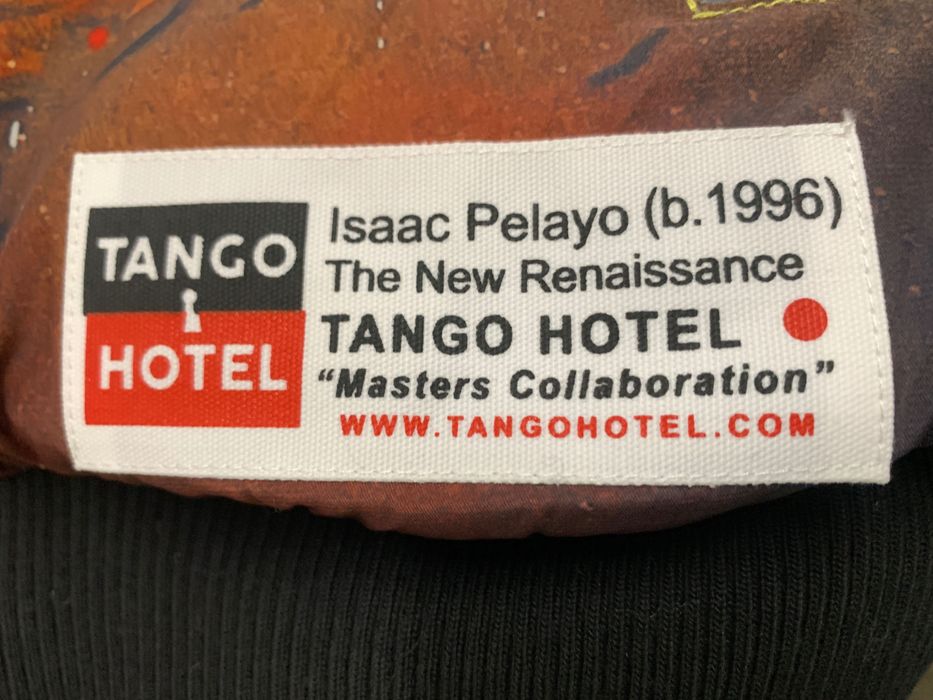 TANGO
HOTEL
Isaac Pelayo (b.1996)
The New Renaissance
TANGO HOTEL
“Masters Collaboration”
WWW.TANGOHOTEL.COM